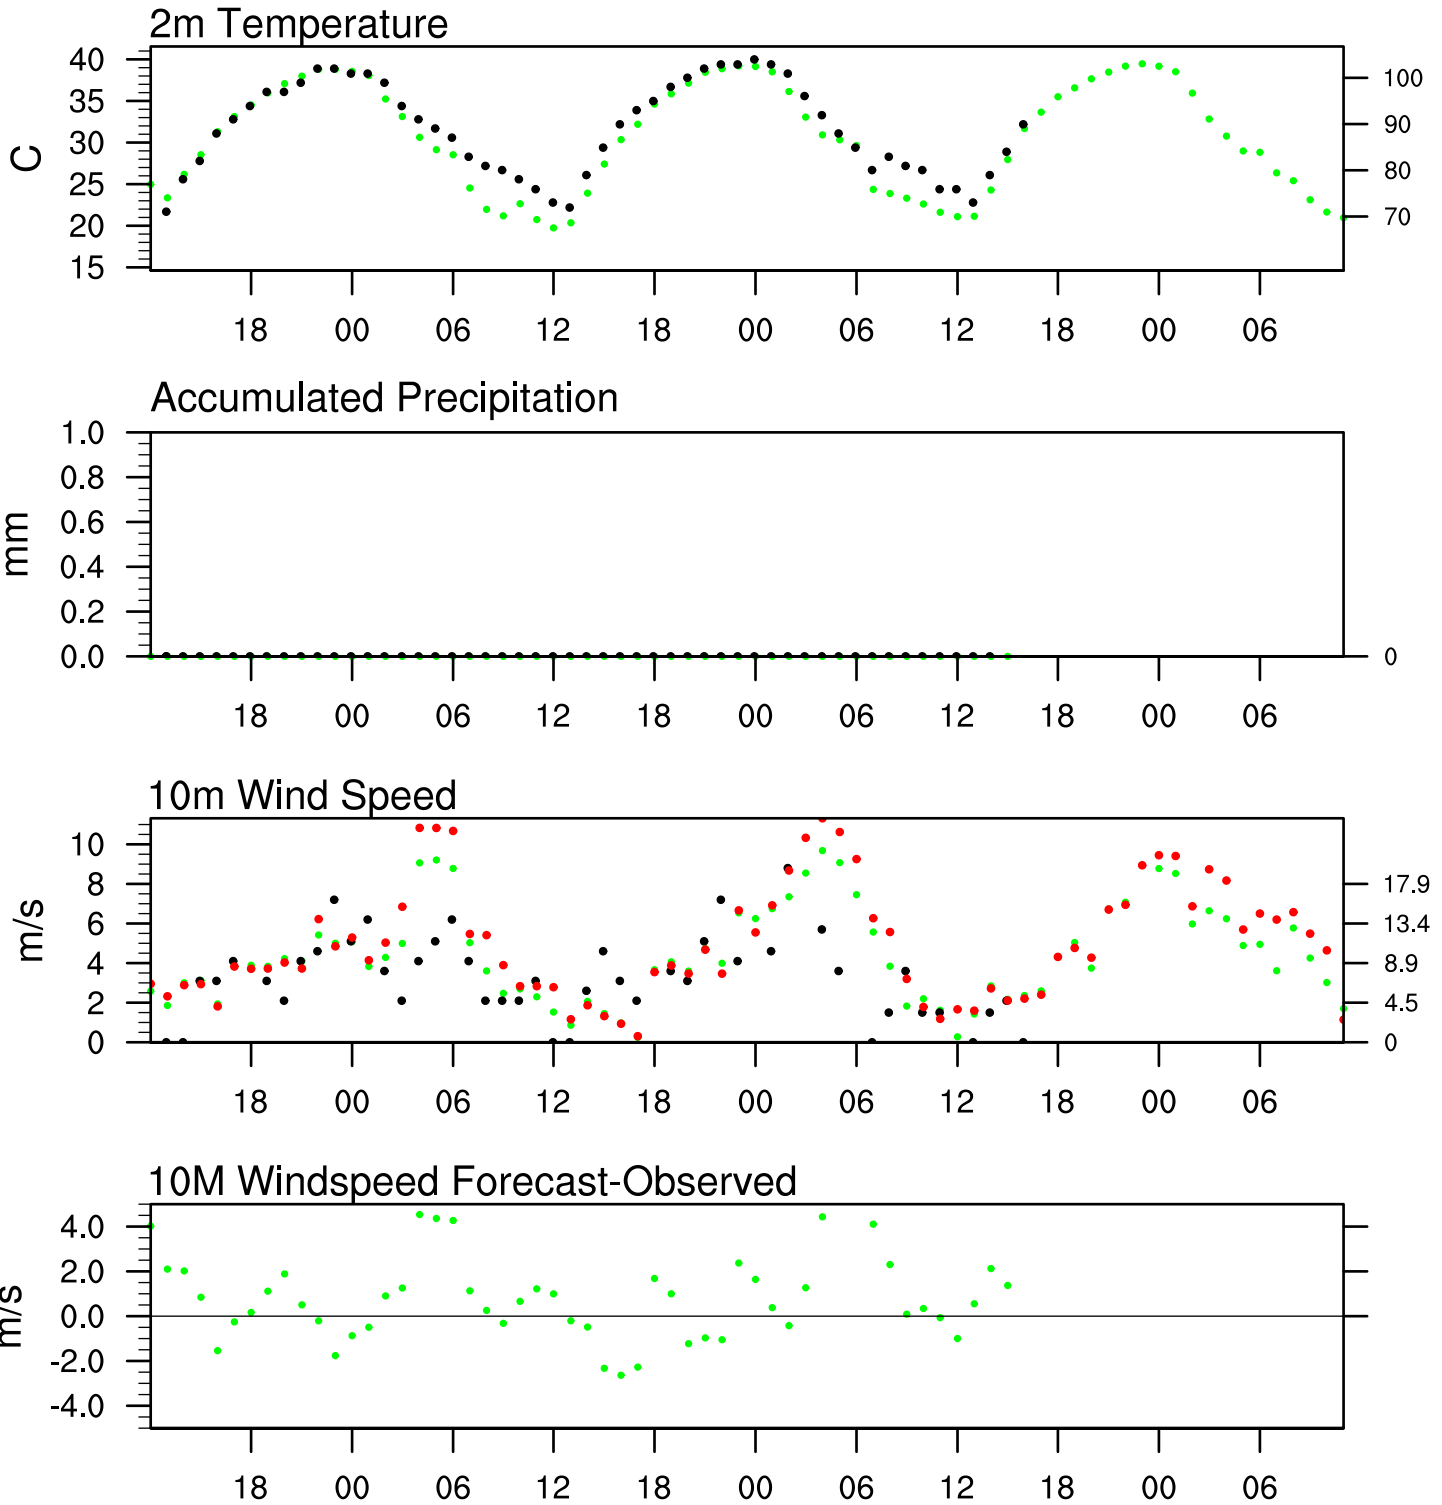 2m Temperature
40
35
30
25
20
15
C
100
90
80
70
18 00 06 12 18 00 06 12 18 00 06
Accumulated Precipitation
1.0
0.8
0.6
0.4
0.2
0.0
mm
0
18 00 06 12 18 00 06 12 18 00 06
10m Wind Speed
10
8
6
4
2
0
m/s
17.9
13.4
8.9
4.5
0
18 00 06 12 18 00 06 12 18 00 06
10M Windspeed Forecast-Observed
4.0
2.0
0.0
-2.0
-4.0
m/s
18 00 06 12 18 00 06 12 18 00 06